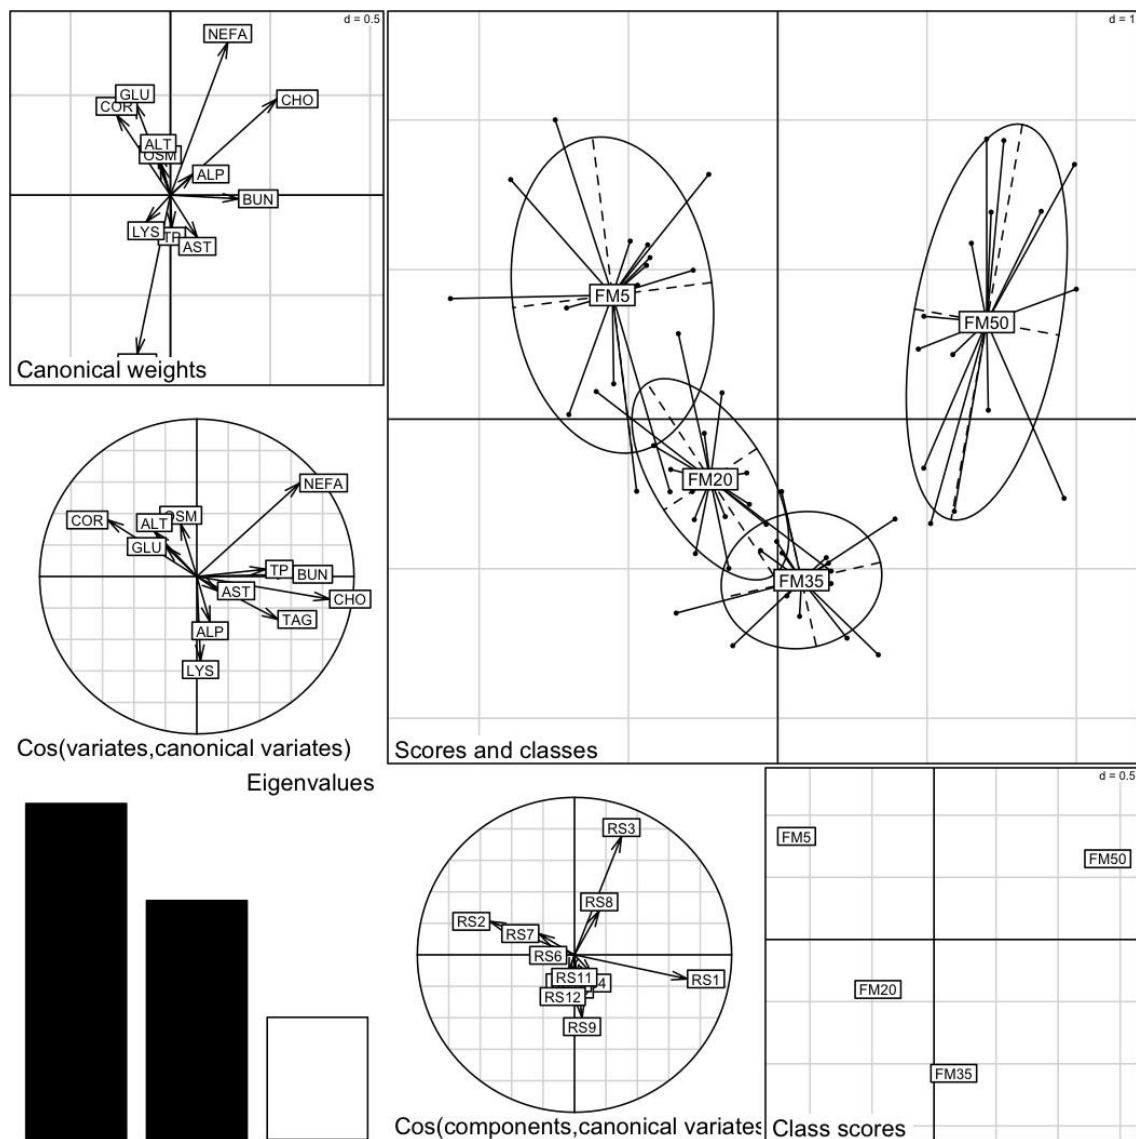 d = 0.5
NEFA
GLU
COR
CHO
ALT
OSM
ALP
BUN
LYS
TP
AST
Canonical weights
d = 1
FM5
FM50
FM20
FM35
Scores and classes
NEFA
COR
OSM
ALT
GLU
TP
BUN
AST
CHO
TAG
ALP
LYS
Cos(variates,canonical variates)
Eigenvalues
RS3
RS8
RS2
RS7
RS6
RS11
4
RS1
RS12
RS9
Cos(components,canonical variates
d = 0.5
FM5
FM50
FM20
FM35
Class scores